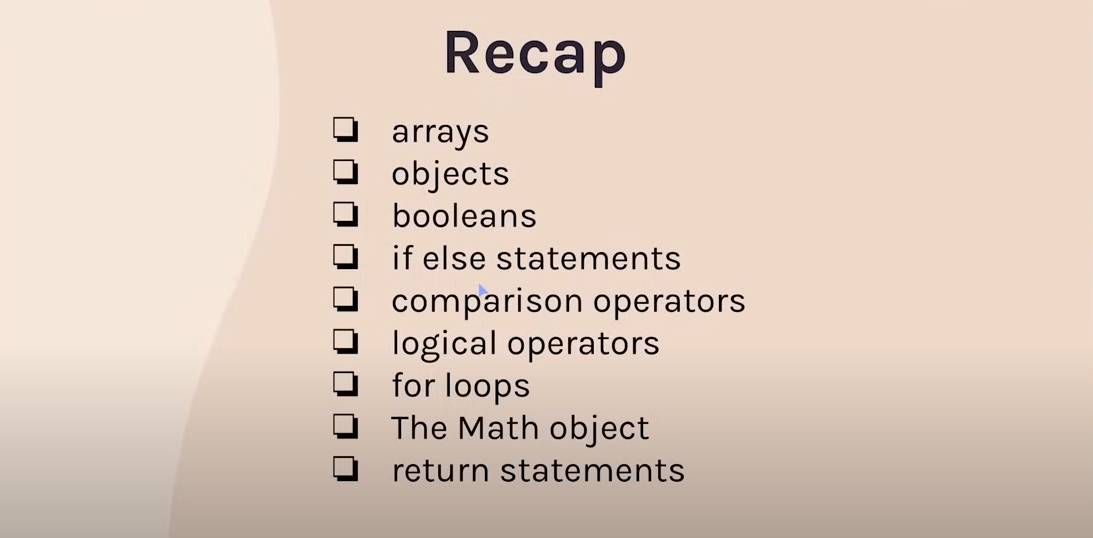 Recap
❏ arrays
❏ objects
❏ booleans
❏ if else statements
❏ comparison operators
❏ logical operators
❏ for loops
❏ The Math object
❏ return statements